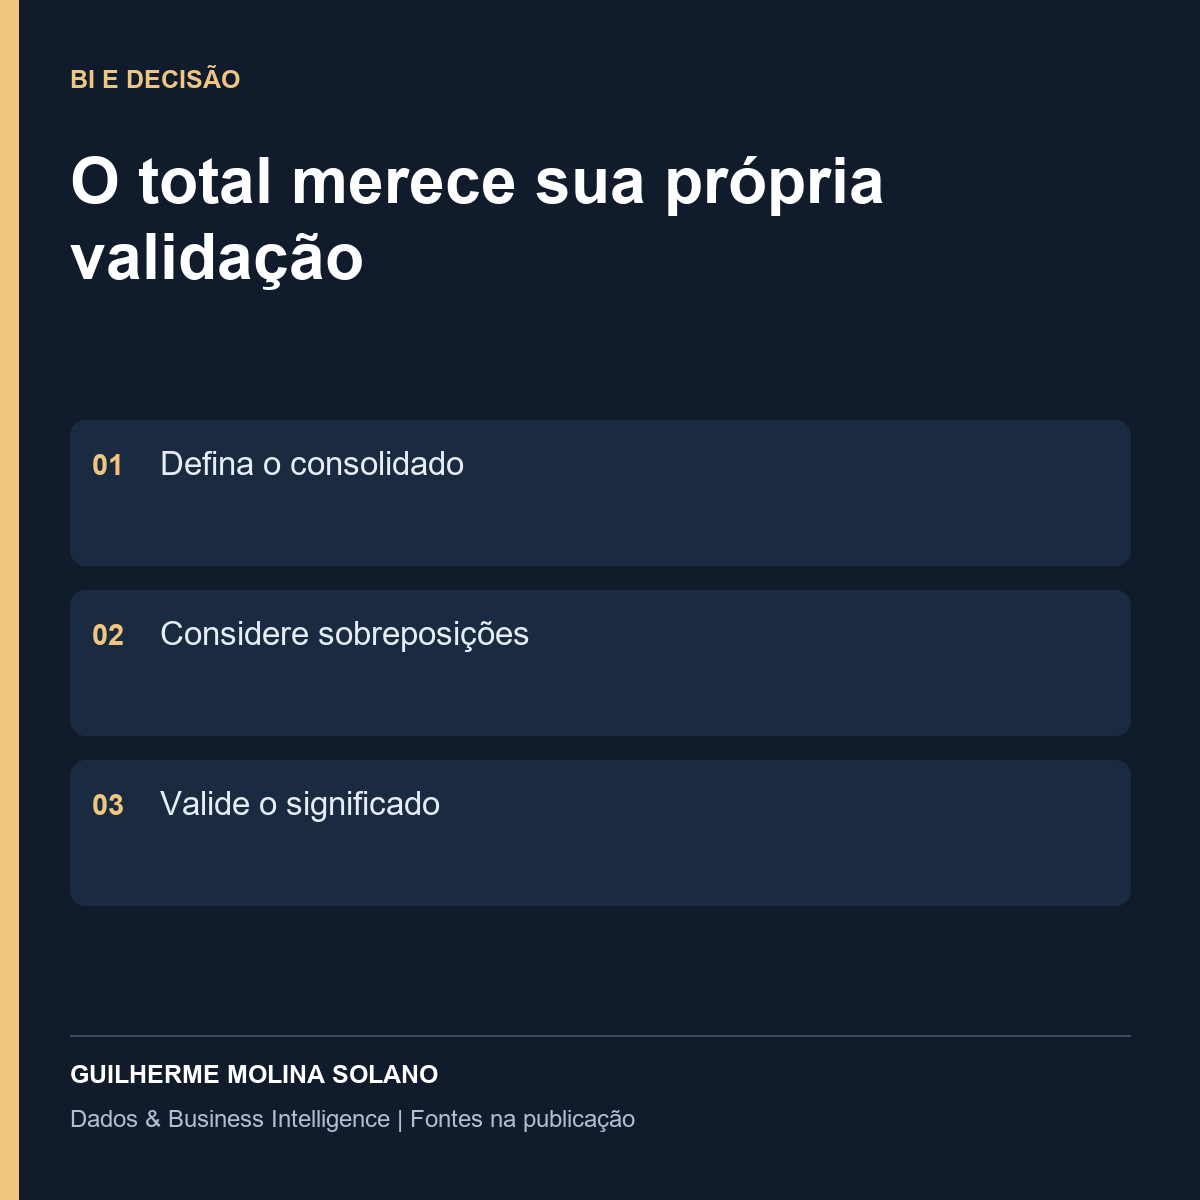 BI E DECISÃO
O total merece sua própria
validação
01 Defina o consolidado
02 Considere sobreposições
03 Valide o significado
GUILHERME MOLINA SOLANO
Dados & Business Intelligence | Fontes na publicação